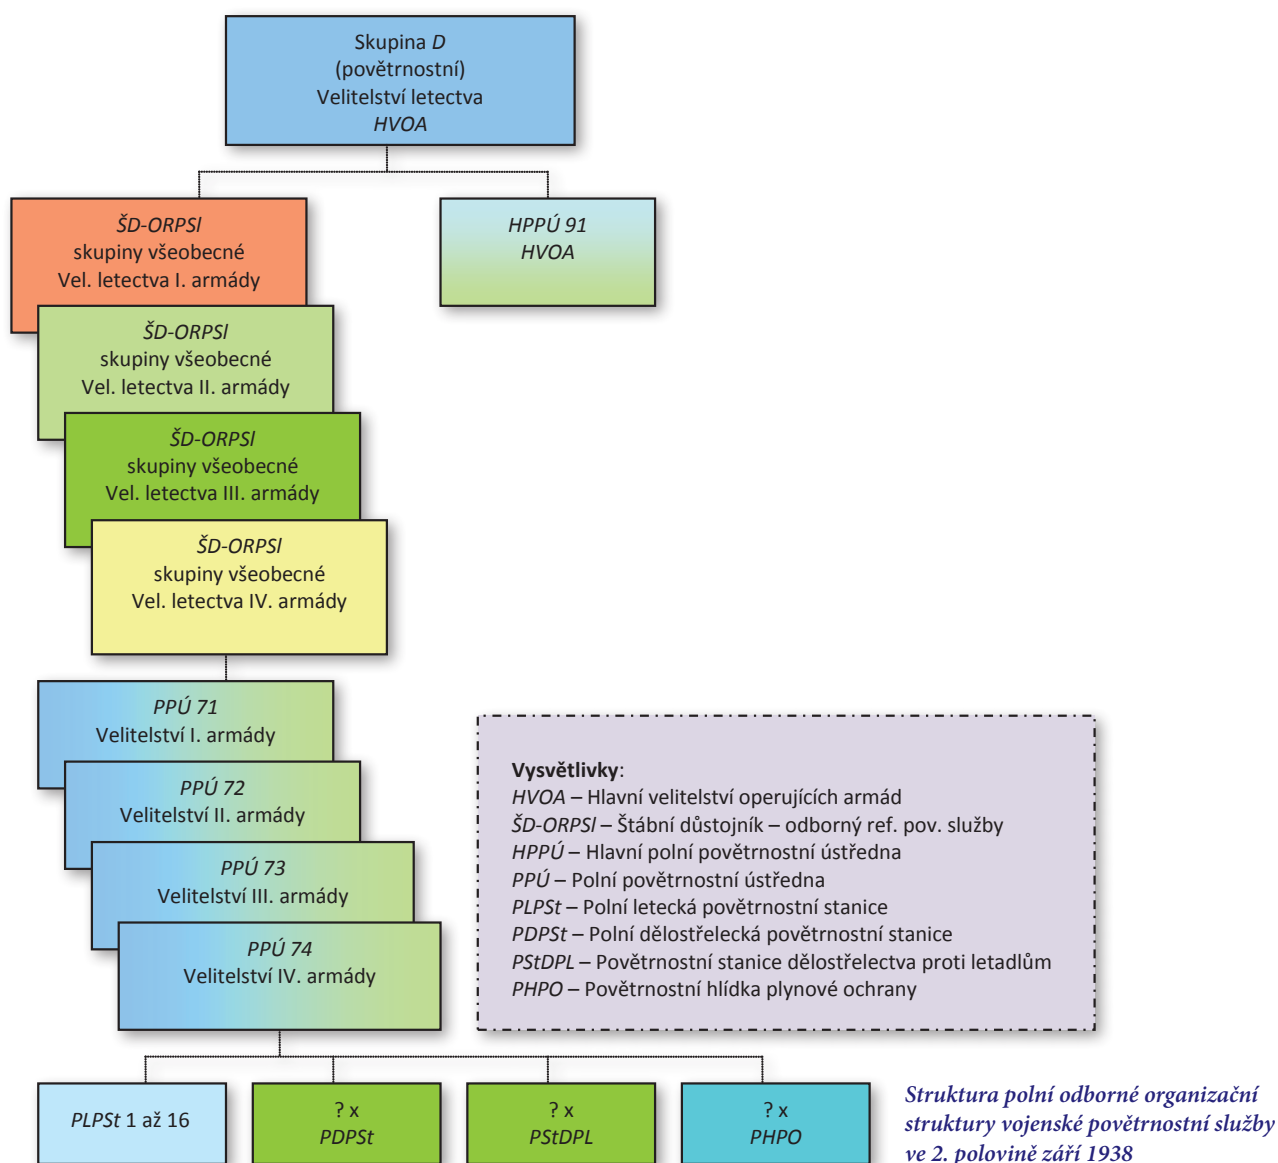 Skupina D
(povětrnostní)
Velitelství letectva
HVOA
ŠD-ORPSl
skupiny všeobecné
Vel. letectva I. armády
HPPÚ 91
HVOA
ŠD-ORPSl
skupiny všeobecné
Vel. letectva II. armády
ŠD-ORPSl
skupiny všeobecné
Vel. letectva III. armády
ŠD-ORPSl
skupiny všeobecné
Vel. letectva IV. armády
PPÚ 71
Velitelství I. armády
PPÚ 72
Velitelství II. armády
PPÚ 73
Velitelství III. armády
PPÚ 74
Velitelství IV. armády
Vysvětlivky:
HVOA – Hlavní velitelství operujících armád
ŠD-ORPSl – Štábní důstojník – odborný ref. pov. služby
HPPÚ – Hlavní polní povětrnostní ústředna
PPÚ – Polní povětrnostní ústředna
PLPSt – Polní letecká povětrnostní stanice
PDPSt – Polní dělostřelecká povětrnostní stanice
PStDPL – Povětrnostní stanice dělostřelectva proti letadlům
PHPO – Povětrnostní hlídka plynové ochrany
PLPSt 1 až 16
? x
PDPSt
? x
PStDPL
? x
PHPO
Struktura polní odborné organizační
struktury vojenské povětrnostní služby
ve 2. polovině září 1938